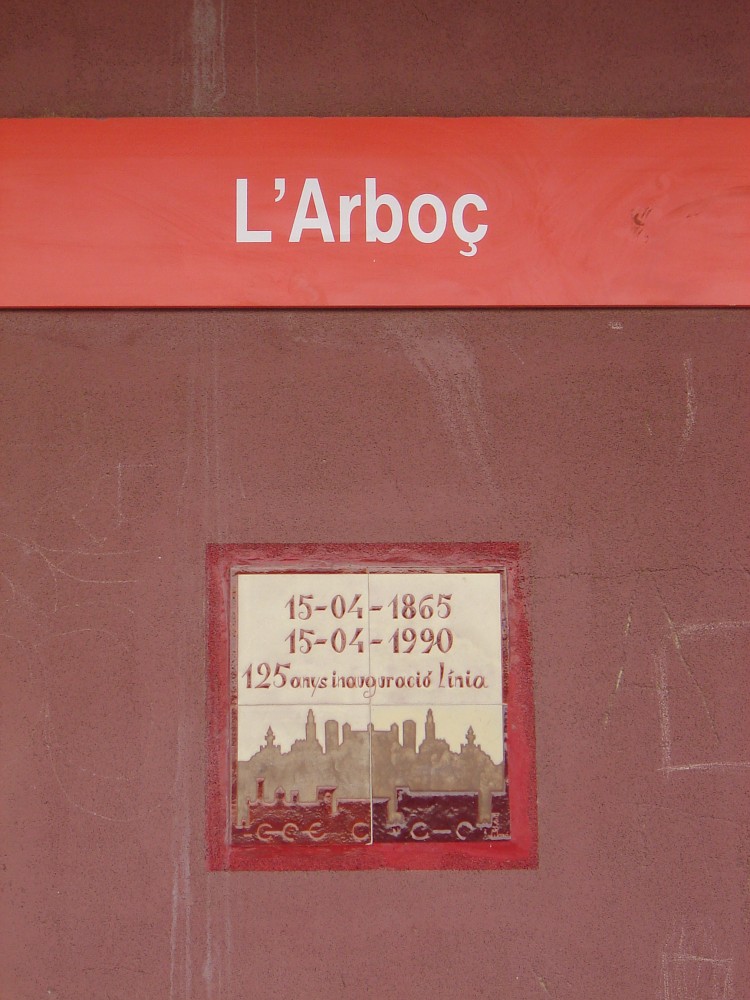 L'Arboç
15-04-1865
15-04-1990
125 anys inauguració Línia